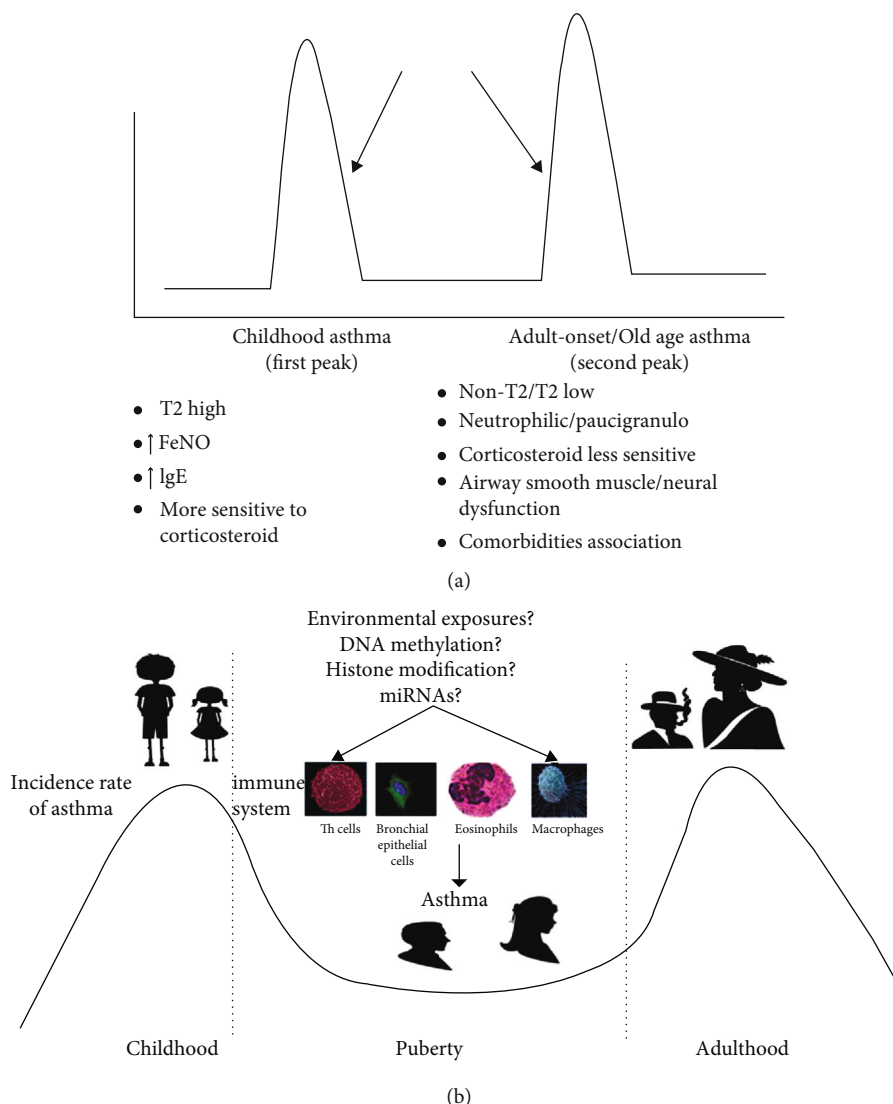 Childhood asthma
(first peak)
• T2 high
• ↑ FeNO
• ↑ IgE
• More sensitive to
corticosteroid
Adult-onset/Old age asthma
(second peak)
• Non-T2/T2 low
• Neutrophilic/paucigranulo
• Corticosteroid less sensitive
• Airway smooth muscle/neural
dysfunction
• Comorbidities association
(a)
Environmental exposures?
DNA methylation?
Histone modification?
miRNAs?
Incidence rate
of asthma
immune
system
Th cells
Bronchial
epithelial
cells
Eosinophils
Macrophages
Asthma
Childhood
Puberty
Adulthood
(b)